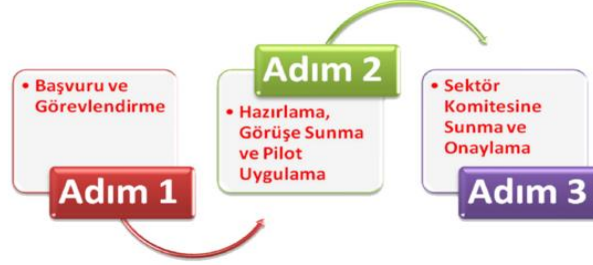 • Başvuru ve
Görevlendirme
Adım 1
Adım 2
• Hazırlama,
Görüşe Sunma
ve Pilot
Uygulama
• Sektör
Komitesine
Sunma ve
Onaylama
Adım 3